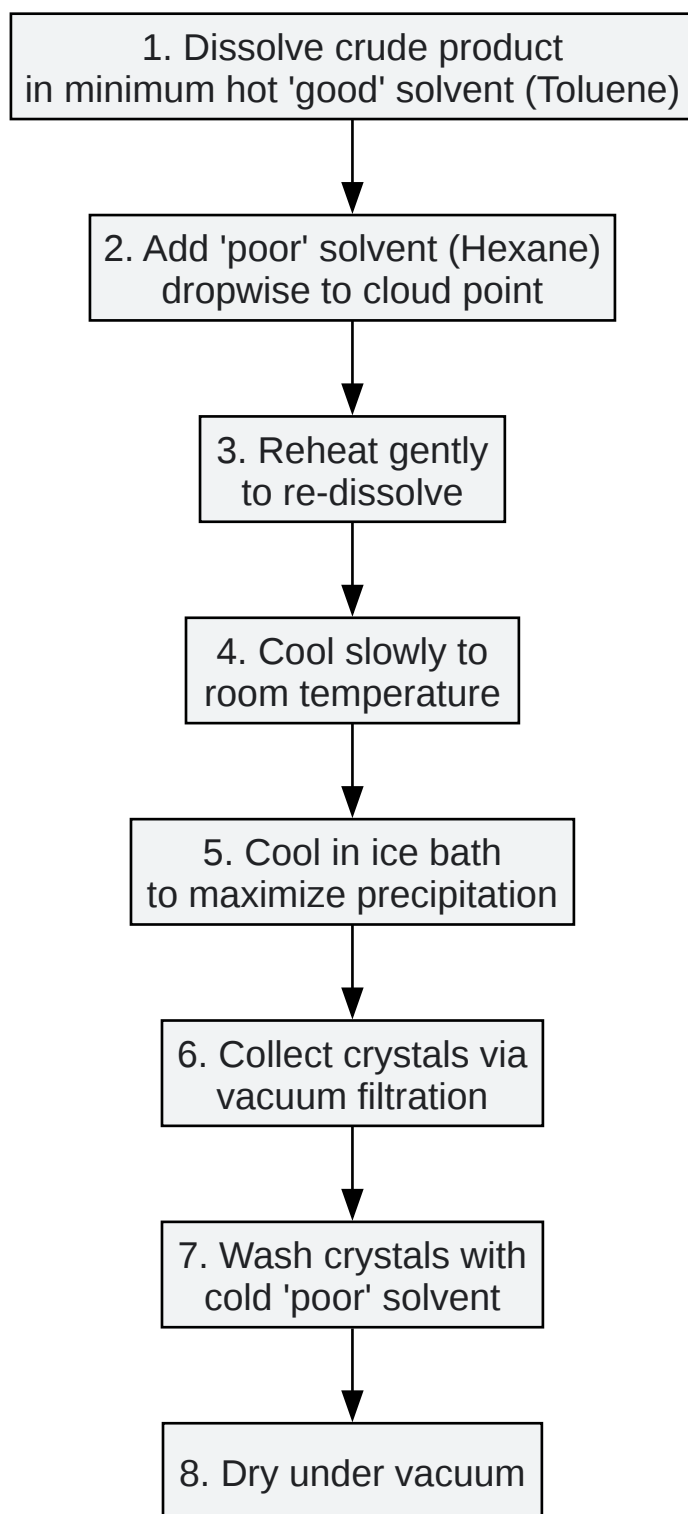 1. Dissolve crude product
in minimum hot 'good' solvent (Toluene)
2. Add 'poor' solvent (Hexane)
dropwise to cloud point
3. Reheat gently
to re-dissolve
4. Cool slowly to
room temperature
5. Cool in ice bath
to maximize precipitation
6. Collect crystals via
vacuum filtration
7. Wash crystals with
cold 'poor' solvent
8. Dry under vacuum